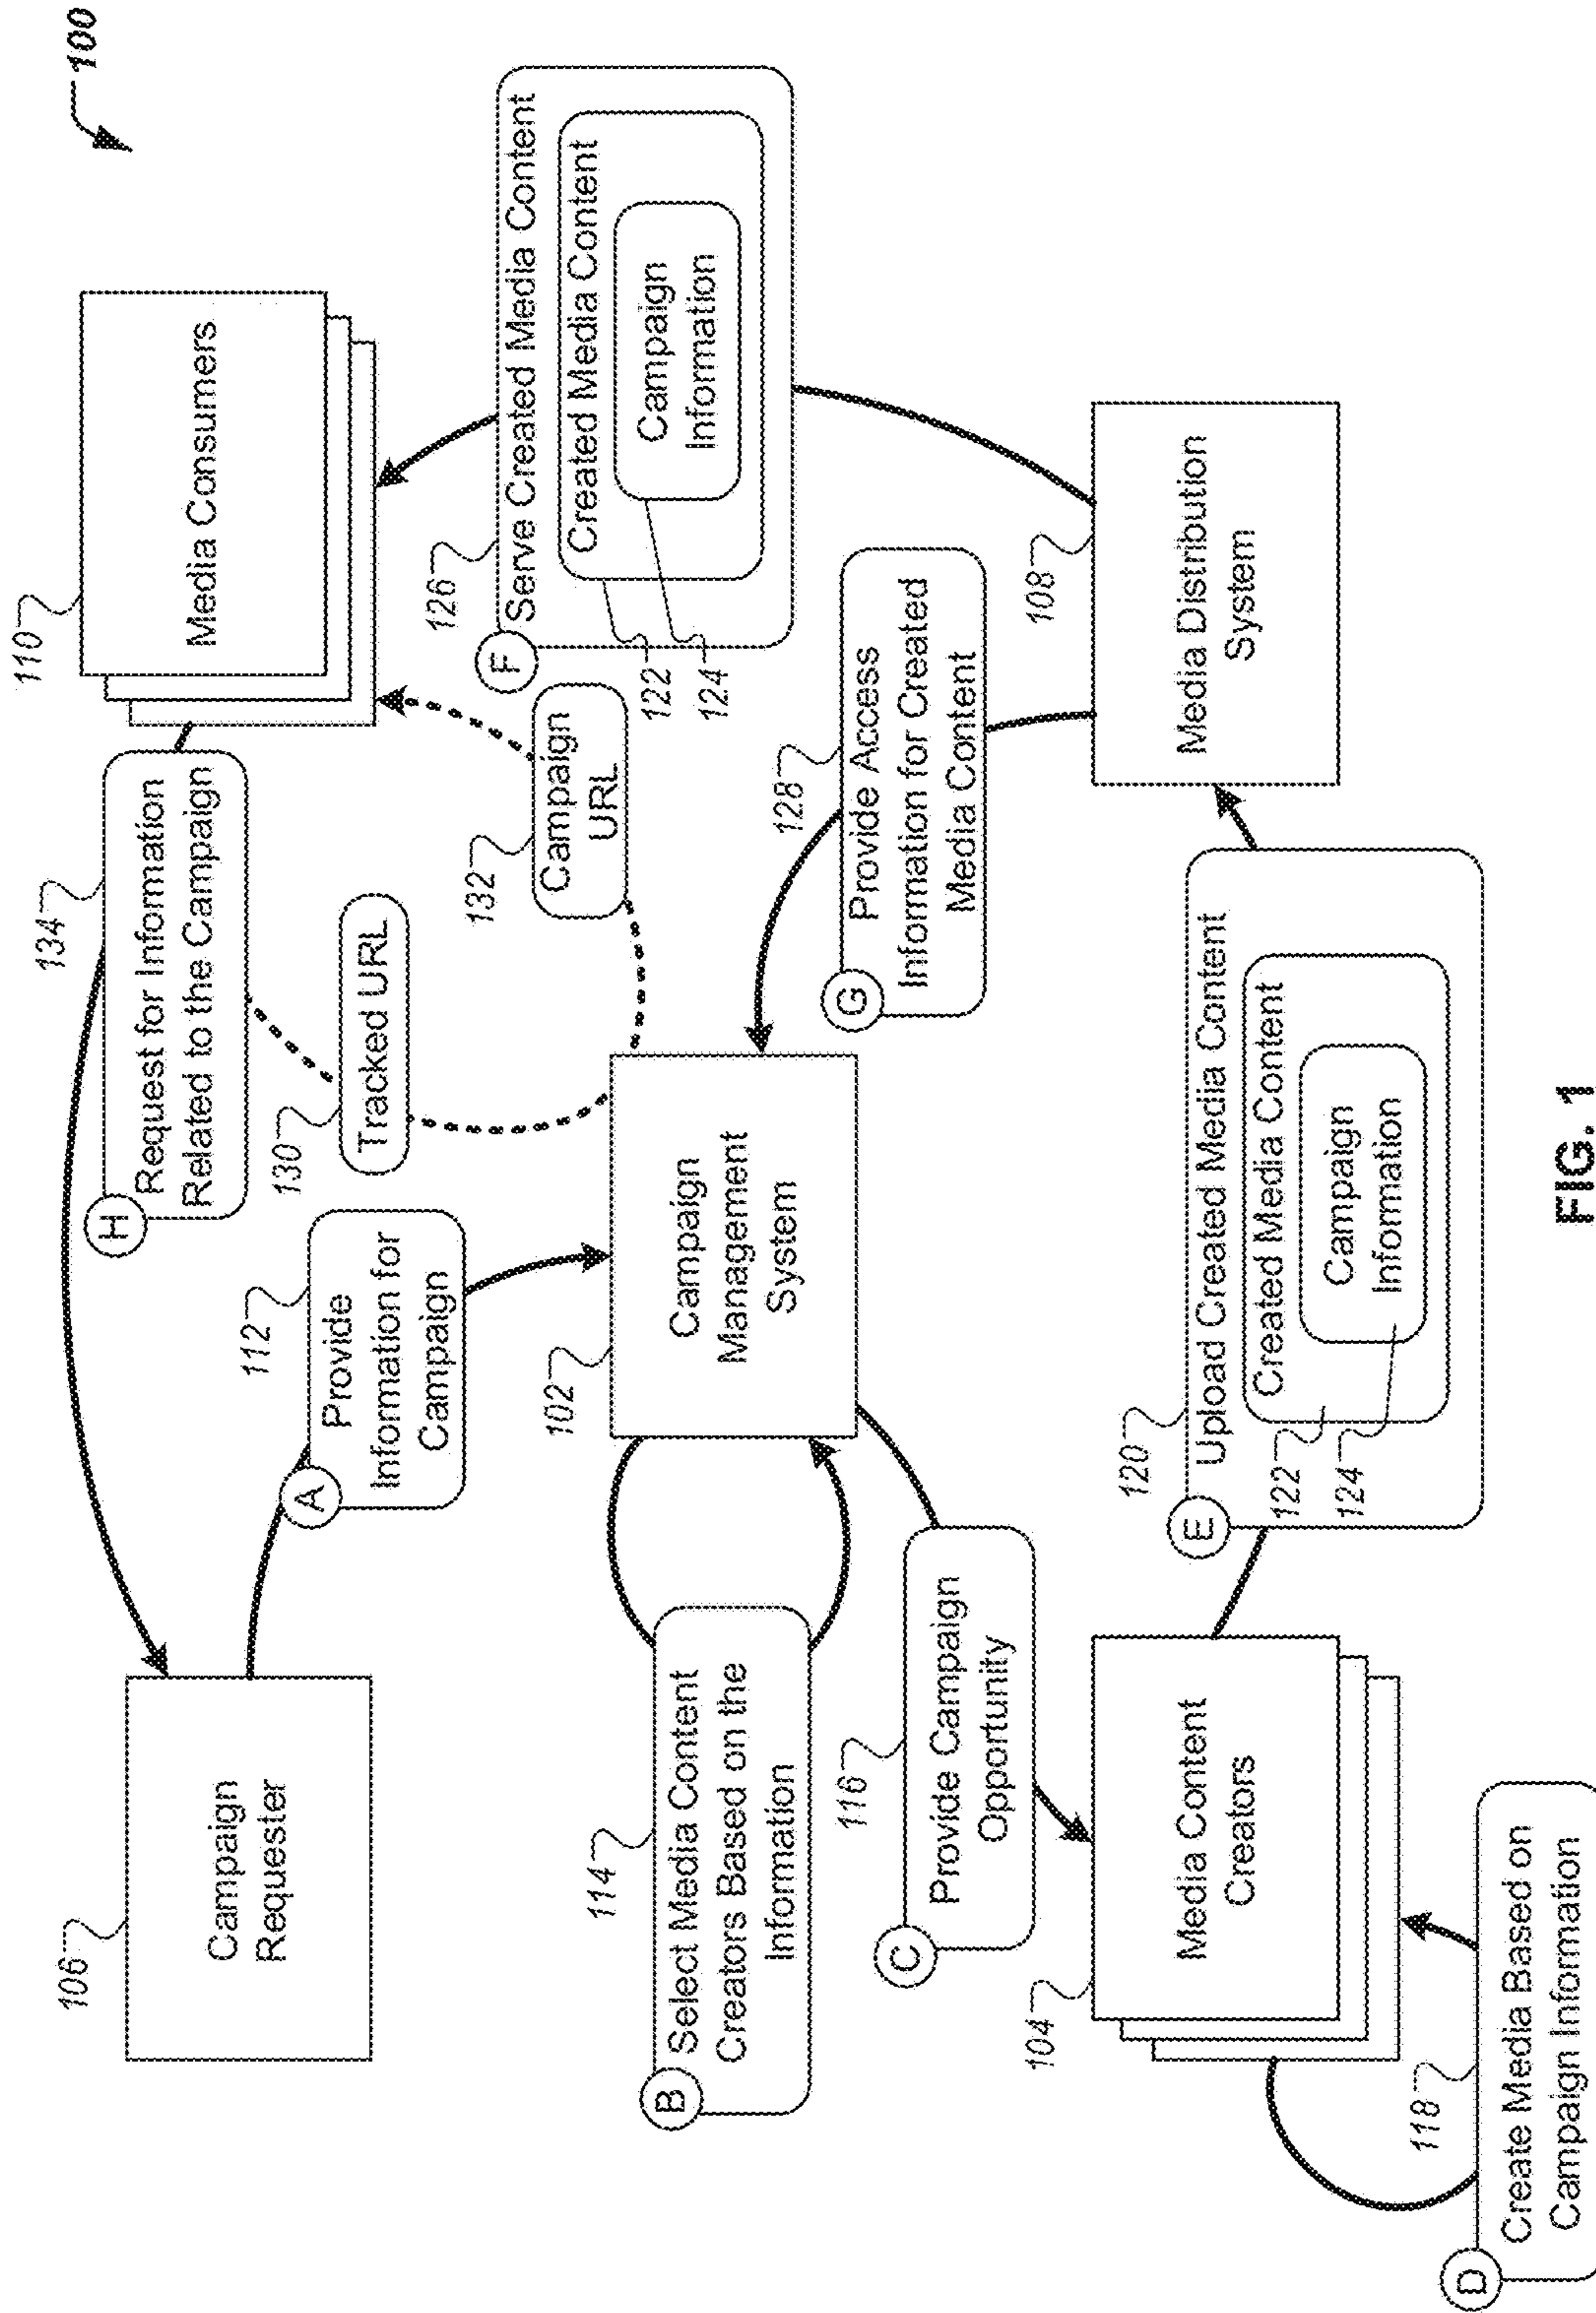 100
110
Media Consumers
134
H
Request for Information
Related to the Campaign
106
Campaign
Requester
112
A
Provide
Information for
Campaign
130
Tracked URL
132
Campaign
URL
126
F
Serve Created Media Content
Created Media Content
Campaign
Information
122
124
114
B
Select Media Content
Creators Based on the
Information
102
Campaign
Management
System
128
G
Provide Access
Information for Created
Media Content
116
C
Provide Campaign
Opportunity
104
Media Content
Creators
120
E
Upload Created Media Content
Created Media Content
Campaign
Information
122
124
108
Media Distribution
System
118
D
Create Media Based on
Campaign Information
FIG. 1